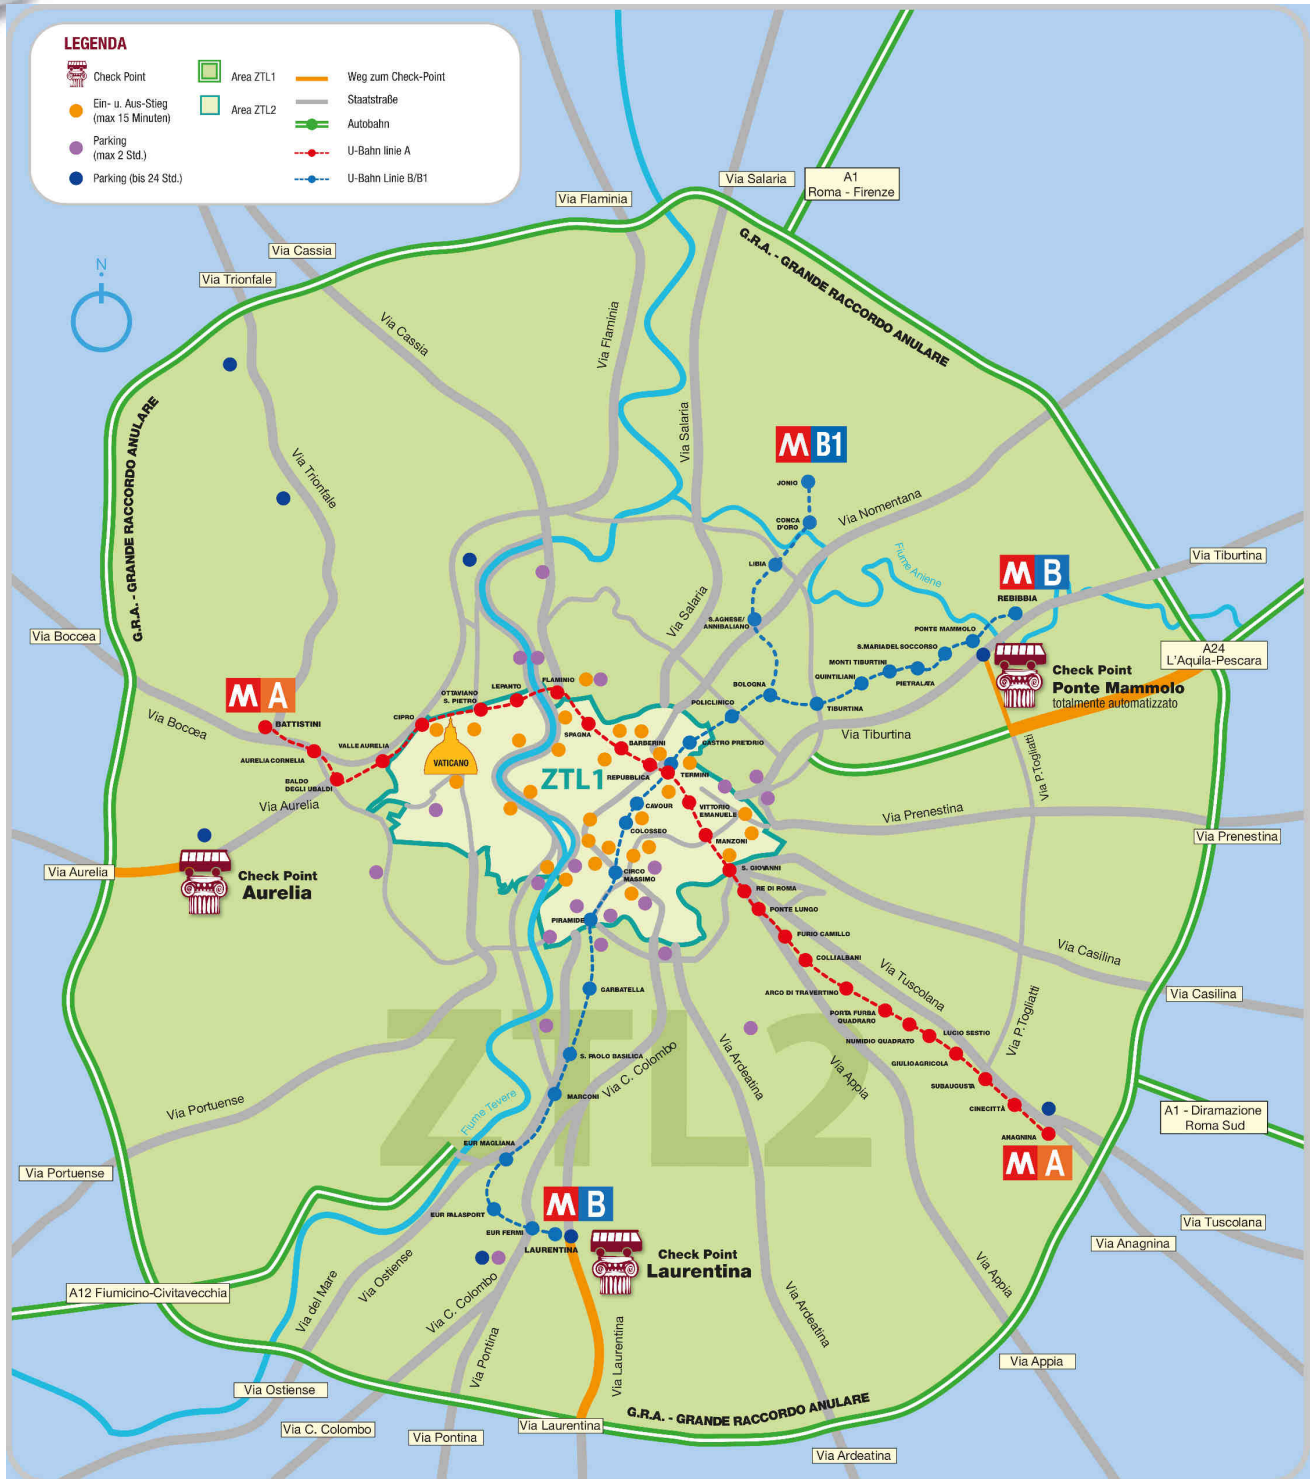 LEGENDA
Check Point
Ein- u. Aus-Stieg
(max 15 Minuten)
Parking
(max 2 Std.)
Parking (bis 24 Std.)
Area ZTL1
Area ZTL2
Weg zum Check-Point
Staatstraße
Autobahn
U-Bahn linie A
U-Bahn Linie B/B1
N
Via Salaria
A1
Roma - Firenze
Via Flaminia
Via Cassia
Via Trionfale
G.R.A. - GRANDE RACCORDO ANULARE
Via Cassia
Via Flaminia
Via Salaria
G.R.A. - GRANDE RACCORDO ANULARE
Via Trionfale
M B1
JONIO
CONCA
D'ORO
Via Nomentana
LIBIA
Fiume Aniene
M B
REBIBBIA
Via Tiburtina
Via Salaria
S.AGNESE/
ANNIBALIANO
PONTE MAMMOLO
S.MARIA DEL SOCCORSO
MONTI TIBURTINI
PIETRALATA
QUINTILIANI
Via Boccea
A24
L'Aquila-Pescara
Check Point
Ponte Mammolo
totalmente automatizzato
M A
BATTISTINI
Via Boccea
AURELIA CORNELIA
BALDO
DEGLI UBALDI
VALLE AURELIA
CIPRO
OTTAVIANO
S. PIETRO
LEPANTO
FLAMINIO
BOLOGNA
POLICLINICO
TIBURTINA
Via Tiburtina
CASTRO PRETORIO
SPAGNA
BARBERINI
REPUBBLICA
TERMINI
VATICANO
ZTL1
CAVOUR
VITTORIO
EMANUELE
COLOSSEO
MANZONI
Via P.Togliatti
Via Aurelia
Via Prenestina
Via Prenestina
Via Aurelia
Check Point
Aurelia
CIRCO
MASSIMO
S. GIOVANNI
RE DI ROMA
PONTE LUNGO
PIRAMIDE
FURIO CAMILLO
COLLI ALBANI
Via Casilina
Via Tuscolana
ARCO DI TRAVERTINO
GARBATELLA
Via Casilina
PORTA FURBA
QUADRARO
NUMIDIO QUADRATO
LUCIO SESTIO
GIULIO AGRICOLA
SUBAUGUSTA
CINECITTÀ
ANAGNINA
Via P.Togliatti
ZTL2
S. PAOLO BASILICA
Via C. Colombo
Via Ardeatina
Via Appia
MARCONI
Via Portuense
Fiume Tevere
A1 - Diramazione
Roma Sud
EUR MAGLIANA
M A
Via Portuense
EUR PALASPORT
M B
EUR FERMI
LAURENTINA
Check Point
Laurentina
Via Tuscolana
Via Anagnina
A12 Fiumicino-Civitavecchia
Via del Mare
Via Ostiense
Via C. Colombo
Via Pontina
Via Laurentina
Via Ardeatina
Via Appia
Via Appia
Via Ostiense
G.R.A. - GRANDE RACCORDO ANULARE
Via C. Colombo
Via Pontina
Via Laurentina
Via Ardeatina